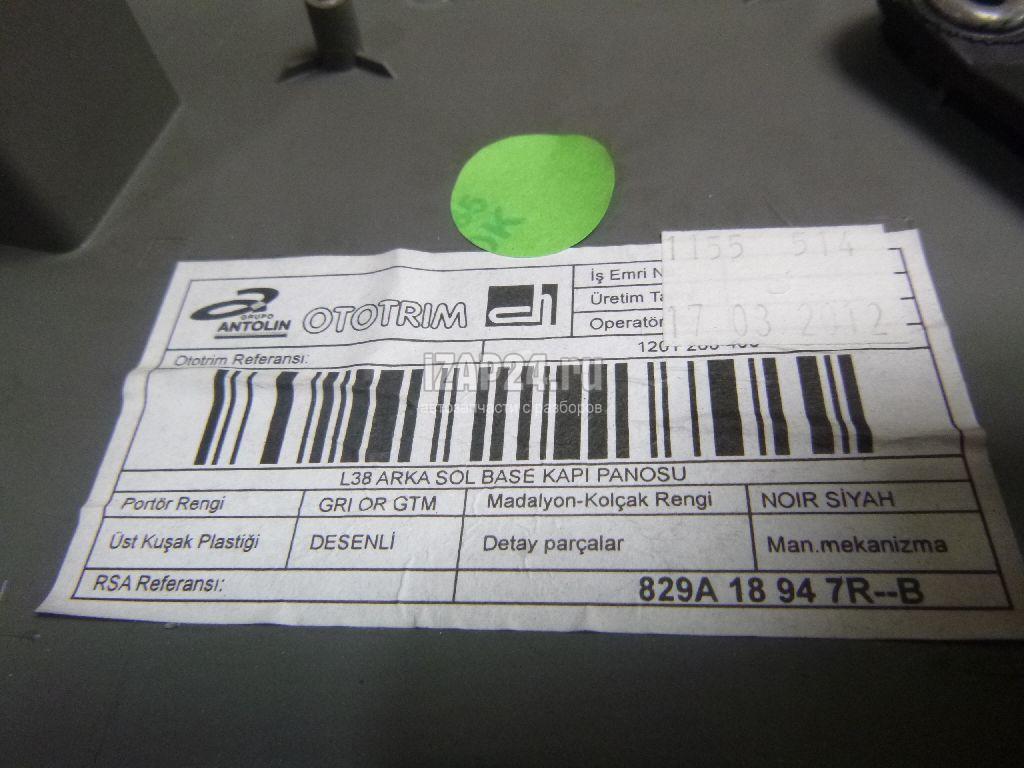 GRUPO
ANTOLIN
OTOTRIM
İş Emri N
1155 514
Üretim Ta
Operatör
17 03 2012
Ototrim Referansı:
iZAP24.ru
автозапчасти с разборов
L38 ARKA SOL BASE KAPI PANOSU
Portör Rengi GRI OR GTM Madalyon-Kolçak Rengi NOIR SİYAH
Üst Kuşak Plastiği DESENLİ Detay parçalar Man.mekanizma
RSA Referansı: 829A 18 94 7R--B